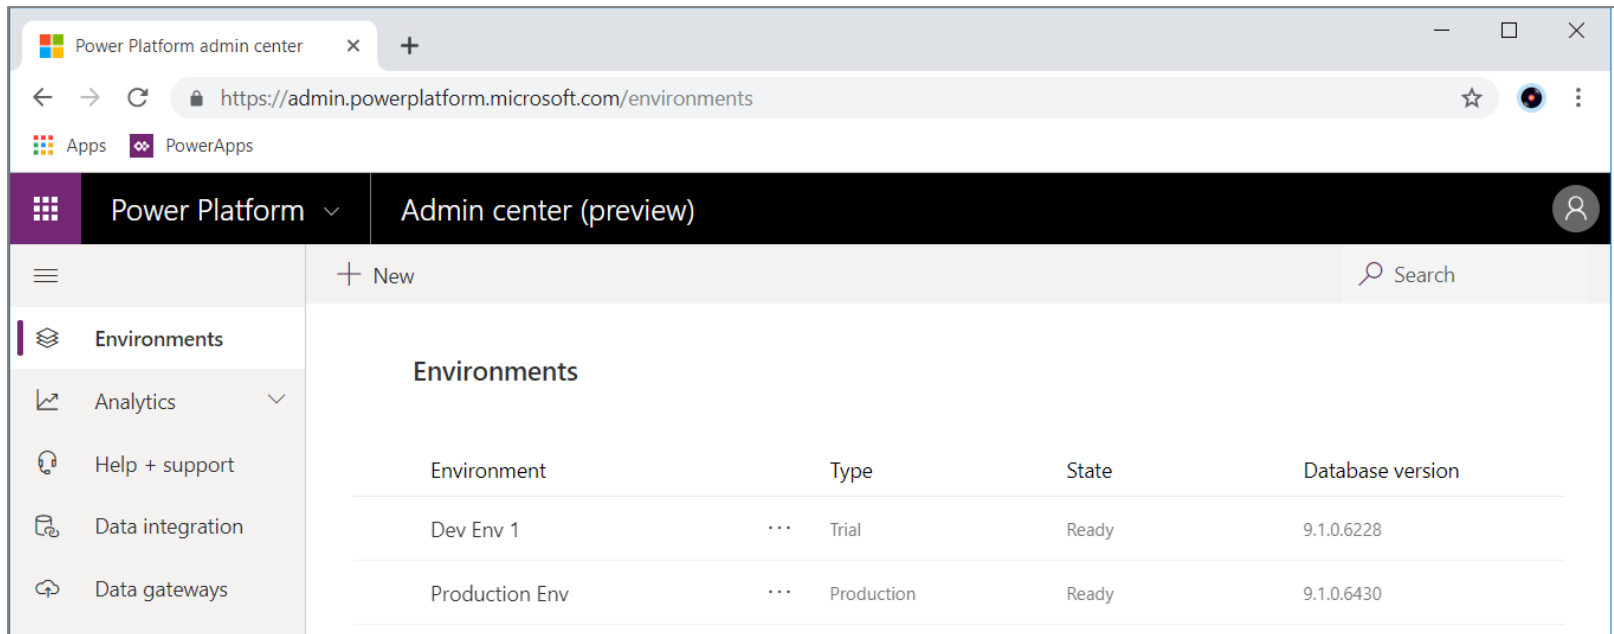 Power Platform admin center
https://admin.powerplatform.microsoft.com/environments
Apps PowerApps
Power Platform Admin center (preview)
New Search
Environments
Analytics
Help + support
Data integration
Data gateways
Environments
Environment Type State Database version
Dev Env 1 ... Trial Ready 9.1.0.6228
Production Env ... Production Ready 9.1.0.6430